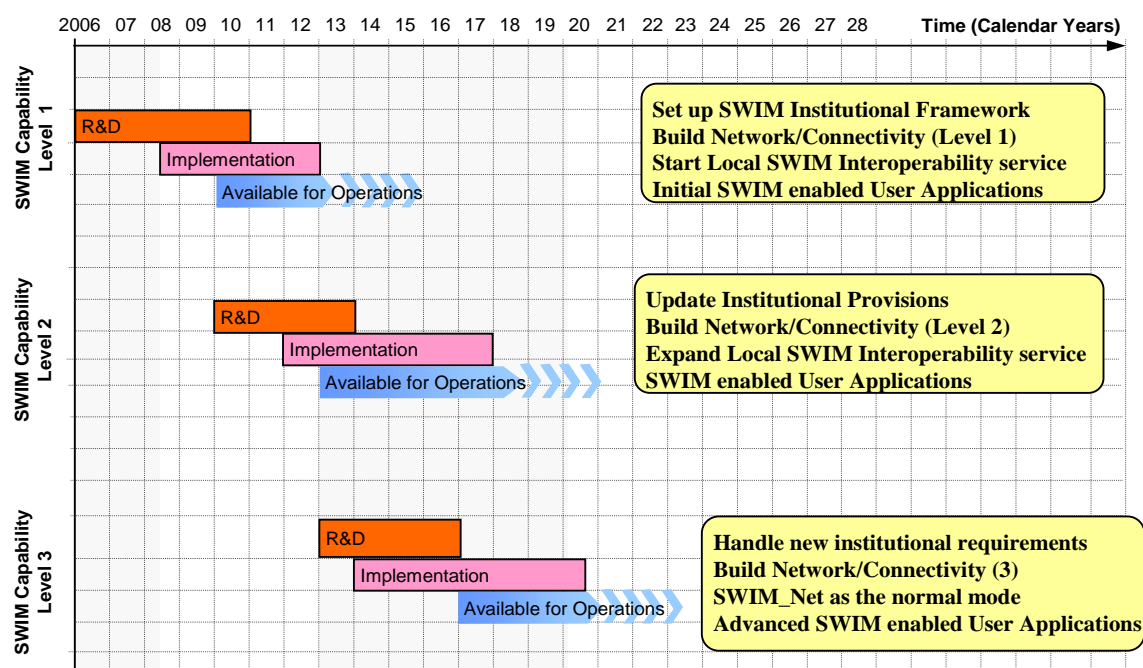 2006 07 08 09 10 10 12 13 14 15 16 18 19 20 21 22 23 24 25 26 27 28 Time (Calendar Years)
SWIM Capability
Level 1
R&D
Implementation
Available for Operations
Set up SWIM Institutional Framework
Build Network/Connectivity (Level 1)
Start Local SWIM Interoperability service
Initial SWIM enabled User Applications
SWIM Capability
Level 2
R&D
Implementation
Available for Operations
Update Institutional Provisions
Build Network/Connectivity (Level 2)
Expand Local SWIM Interoperability service
SWIM enabled User Applications
SWIM Capability
Level 3
R&D
Implementation
Available for Operations
Handle new institutional requirements
Build Network/Connectivity (3)
SWIM_Net as the normal mode
Advanced SWIM enabled User Applications